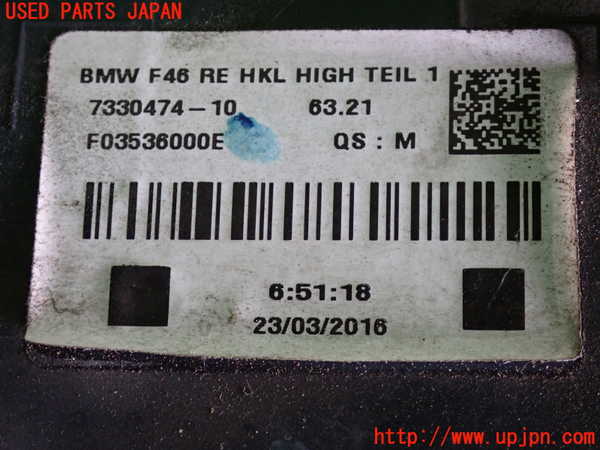 USED PARTS JAPAN
BMW F46 RE HKL HIGH TEIL 1
7330474-10 63.21
F03536000E QS : M
6:51:18
23/03/2016
http://www.upjpn.com/